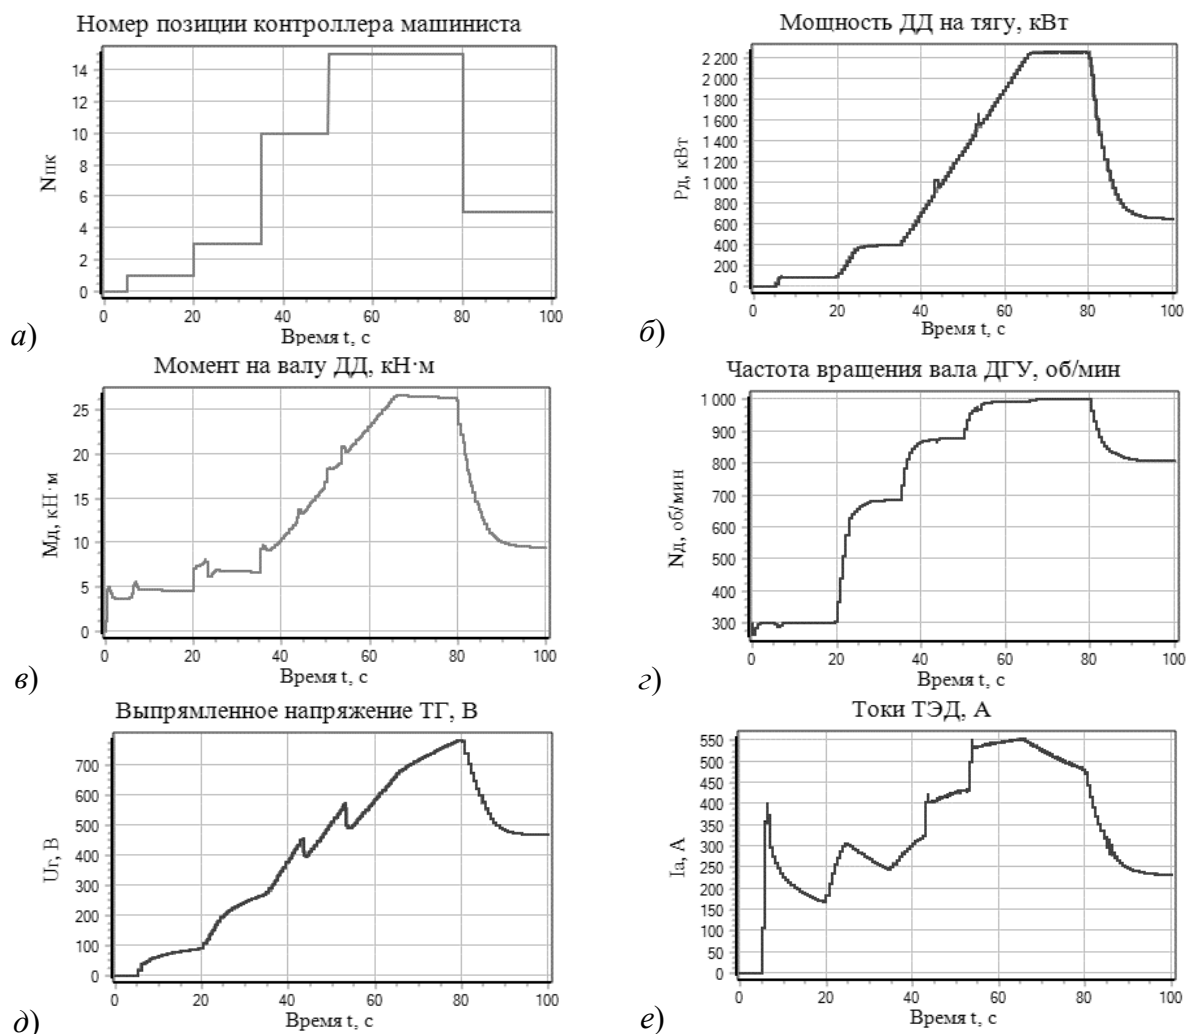 Номер позиции контроллера машиниста
Nпк
14
12
10
8
6
4
2
0
0 20 40 60 80 100
Время t, с
а)
Мощность ДД на тягу, кВт
Pд, кВт
2 200
2 000
1 800
1 600
1 400
1 200
1 000
800
600
400
200
0
0 20 40 60 80 100
Время t, с
б)
Момент на валу ДД, кН·м
Mд, кН·м
25
20
15
10
5
0
0 20 40 60 80 100
Время t, с
в)
Частота вращения вала ДГУ, об/мин
Nд, об/мин
1 000
900
800
700
600
500
400
300
0 20 40 60 80 100
Время t, с
г)
Выпрямленное напряжение ТГ, В
Uг, В
700
600
500
400
300
200
100
0
0 20 40 60 80 100
Время t, с
д)
Токи ТЭД, А
Iа, А
550
500
450
400
350
300
250
200
150
100
50
0
0 20 40 60 80 100
Время t, с
е)